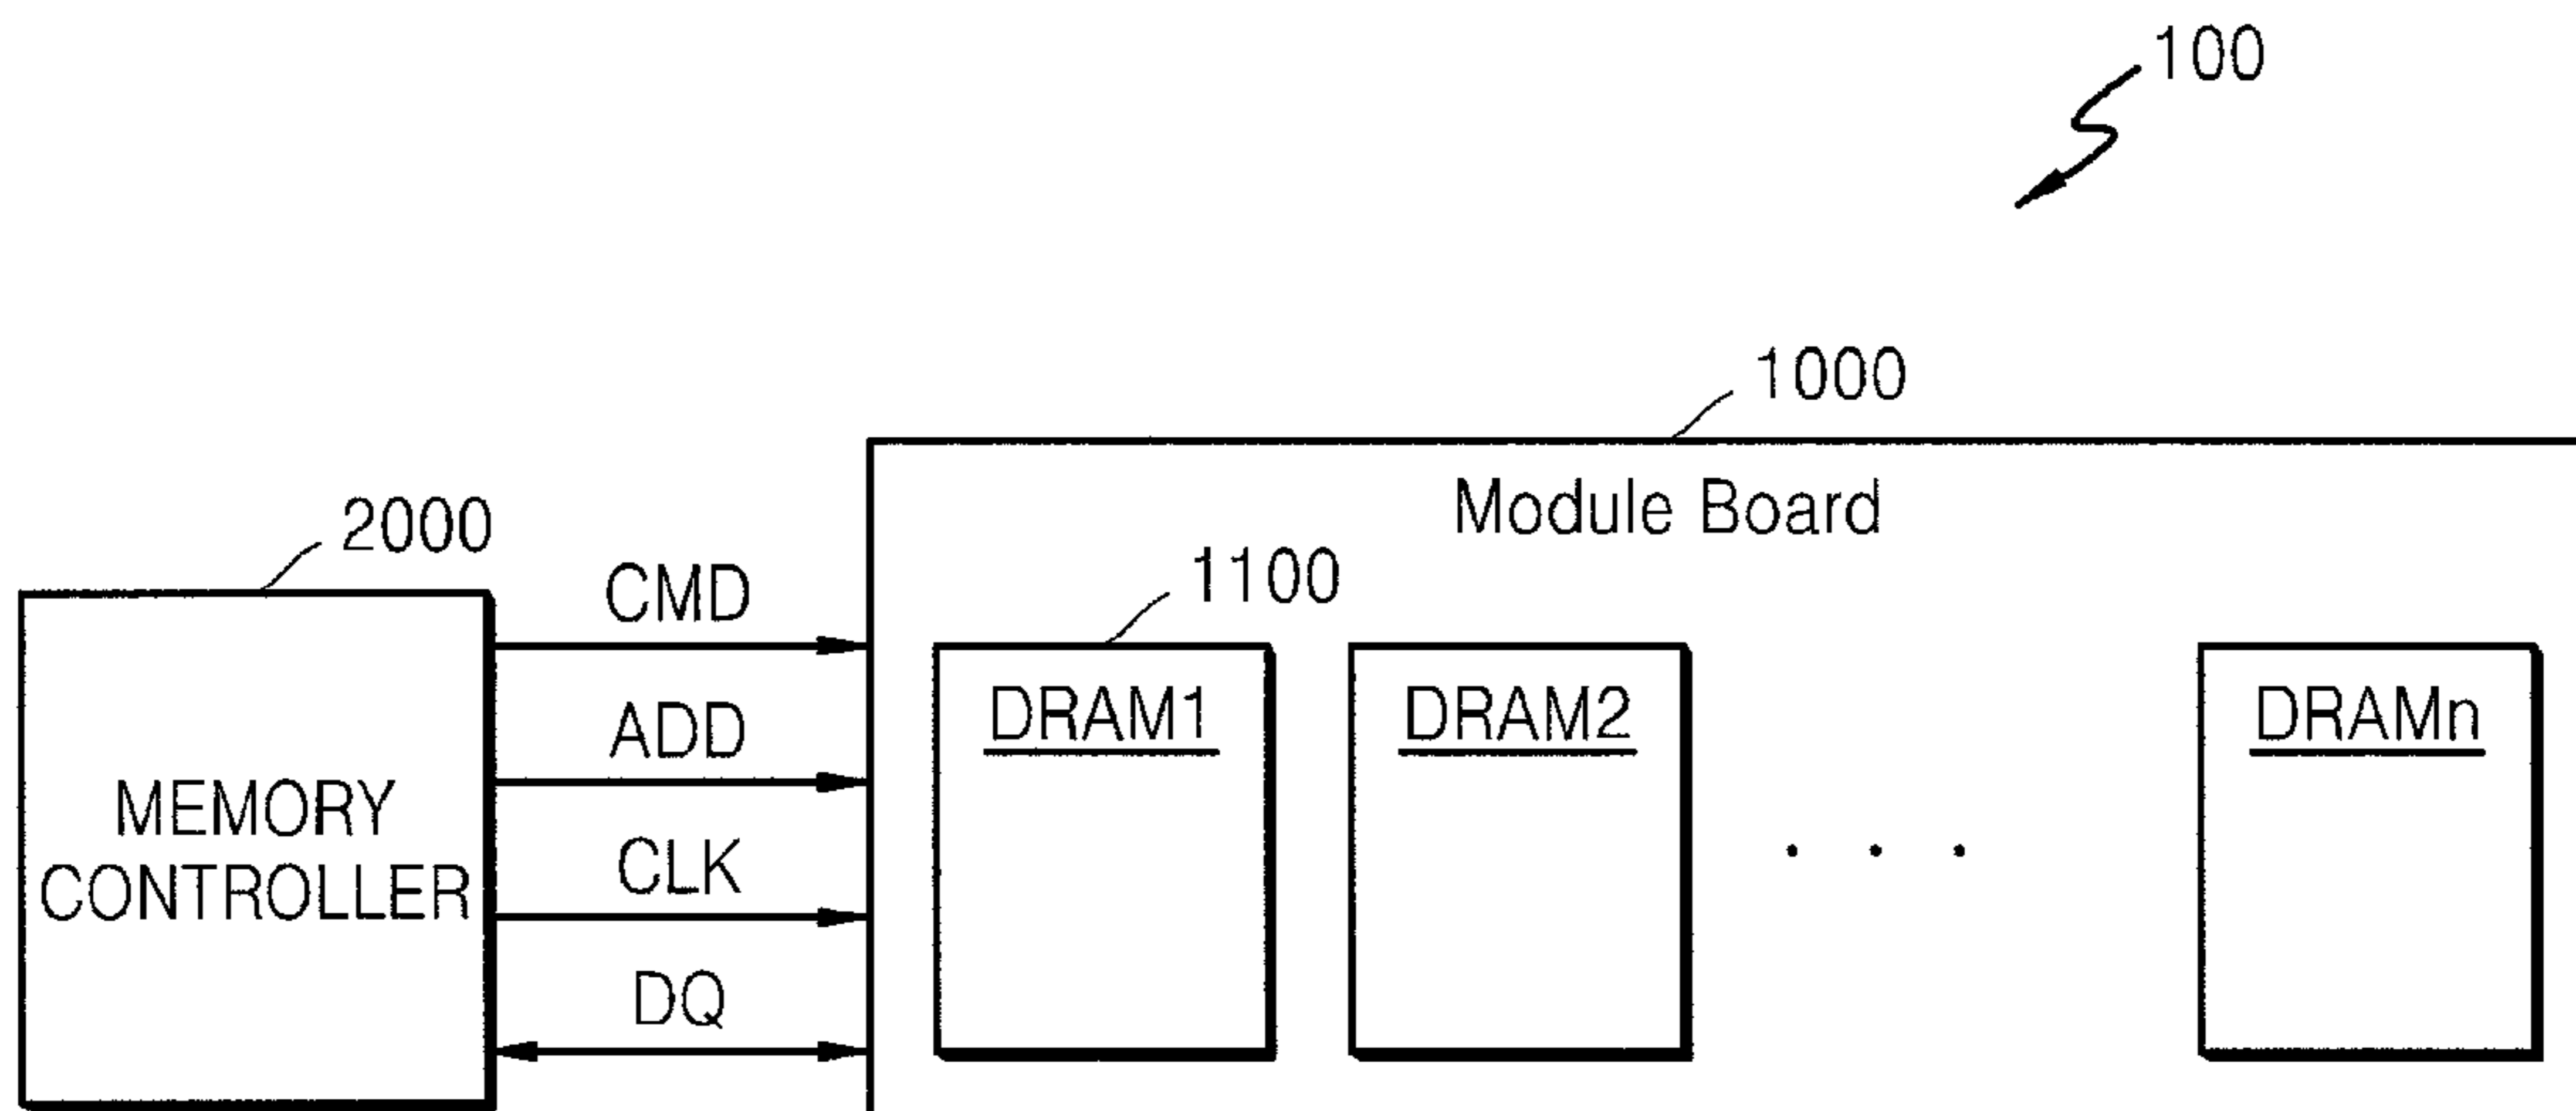 100
1000
Module Board
2000
1100
CMD
DRAM1
DRAM2
DRAMn
ADD
MEMORY
CONTROLLER
CLK
DQ